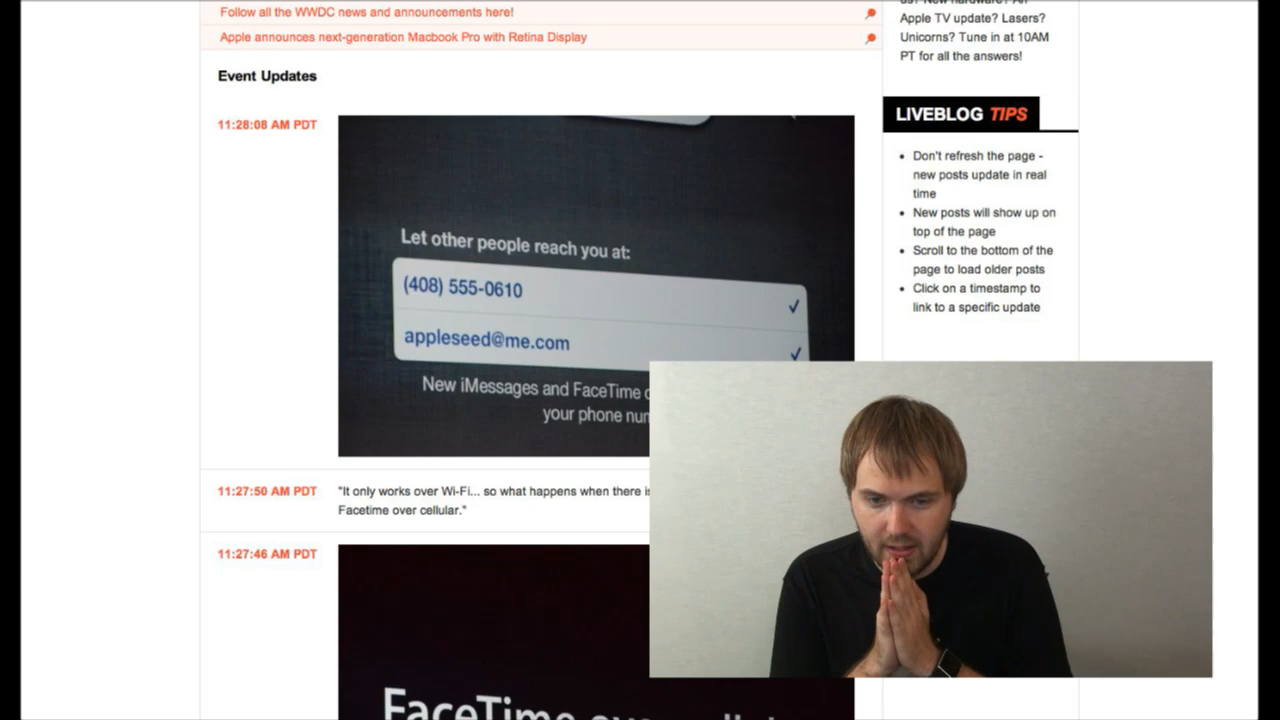 Follow all the WWDC news and announcements here!
Apple announces next-generation Macbook Pro with Retina Display
Event Updates
11:28:08 AM PDT
Let other people reach you at:
(408) 555-0610
appleseed@me.com
New iMessages and FaceTime
your phone
11:27:50 AM PDT
"It only works over Wi-Fi... so what happens when there
Facetime over cellular."
11:27:46 AM PDT
FaceTime
Apple TV update? Lasers?
Unicorns? Tune in at 10AM
PT for all the answers!
LIVEBLOG TIPS
• Don't refresh the page -
new posts update in real
time
• New posts will show up on
top of the page
• Scroll to the bottom of the
page to load older posts
• Click on a timestamp to
link to a specific update